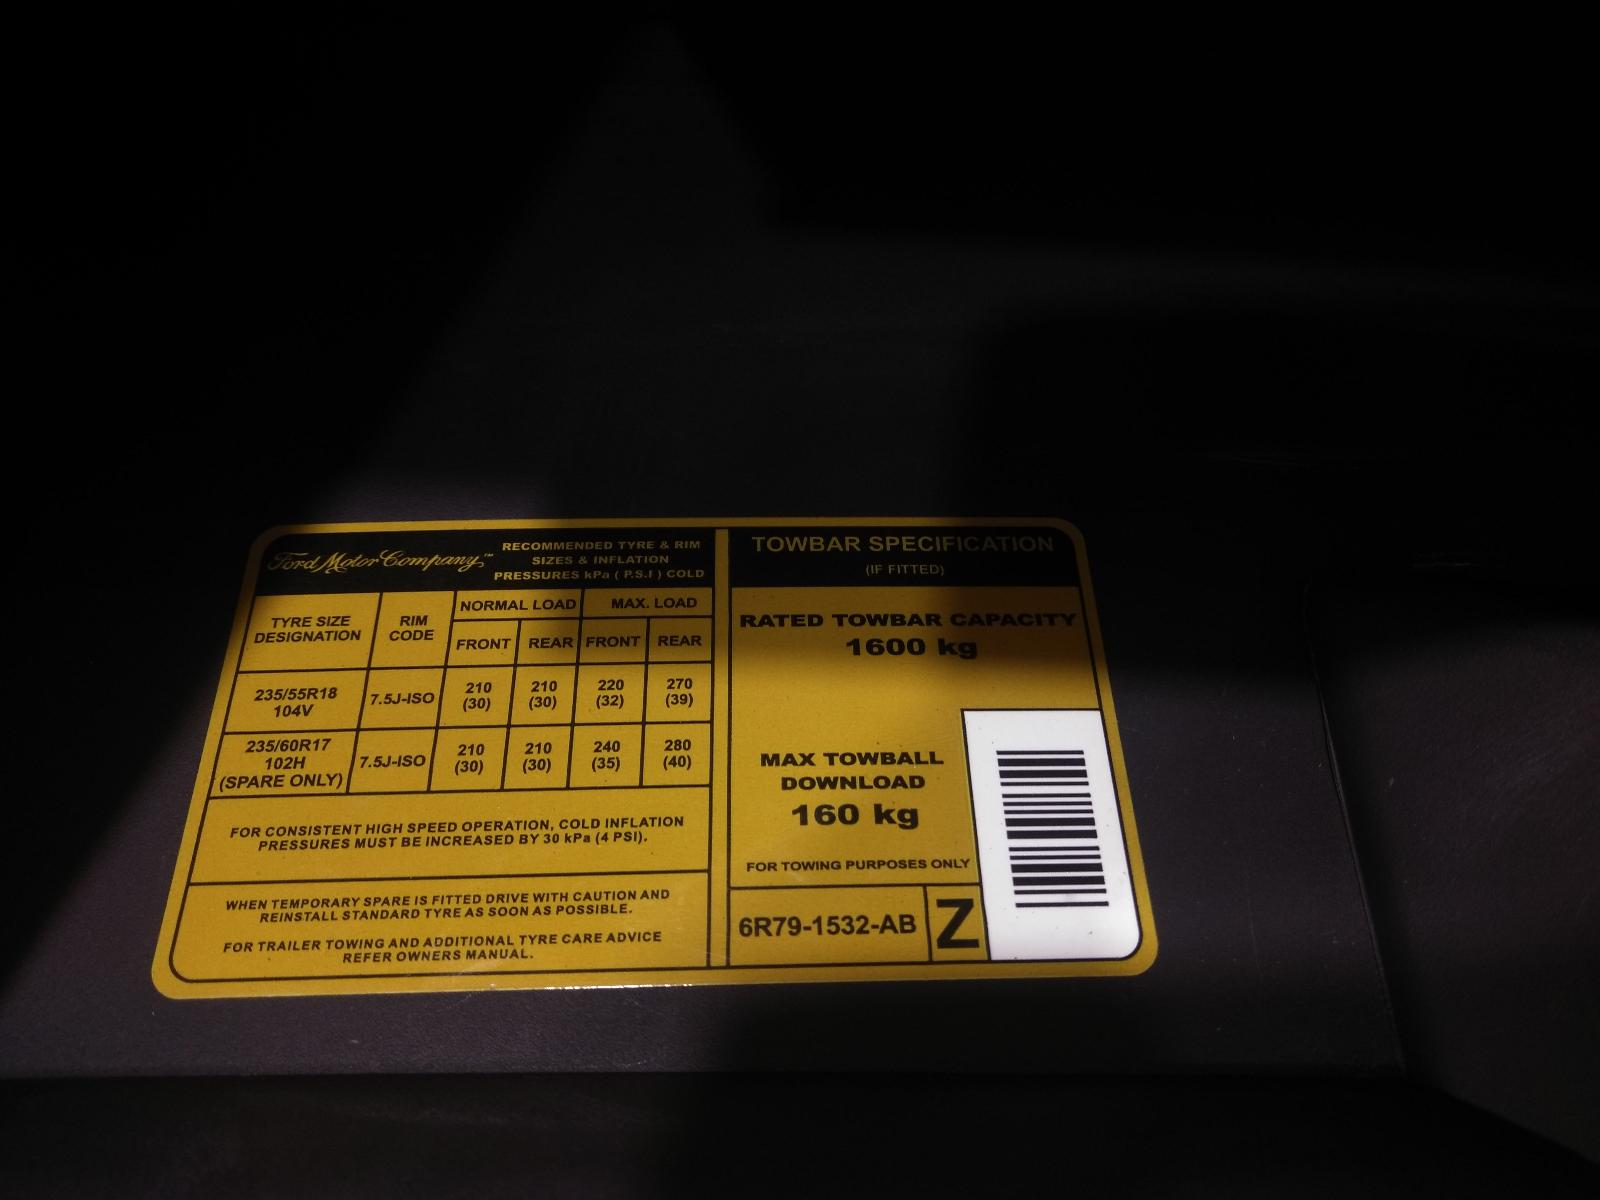 Ford Motor Company™
RECOMMENDED TYRE & RIM
SIZES & INFLATION
PRESSURES kPa ( P.S.I ) COLD
TYRE SIZE
DESIGNATION
RIM
CODE
NORMAL LOAD
MAX. LOAD
FRONT
REAR
FRONT
REAR
235/55R18
104V
7.5J-ISO
210
(30)
210
(30)
220
(32)
270
(39)
235/60R17
102H
(SPARE ONLY)
7.5J-ISO
210
(30)
210
(30)
240
(35)
280
(40)
FOR CONSISTENT HIGH SPEED OPERATION, COLD INFLATION
PRESSURES MUST BE INCREASED BY 30 kPa (4 PSI).
WHEN TEMPORARY SPARE IS FITTED DRIVE WITH CAUTION AND
REINSTALL STANDARD TYRE AS SOON AS POSSIBLE.
FOR TRAILER TOWING AND ADDITIONAL TYRE CARE ADVICE
REFER OWNERS MANUAL.
TOWBAR SPECIFICATION
(IF FITTED)
RATED TOWBAR CAPACITY
1600 kg
MAX TOWBALL
DOWNLOAD
160 kg
FOR TOWING PURPOSES ONLY
6R79-1532-AB
Z